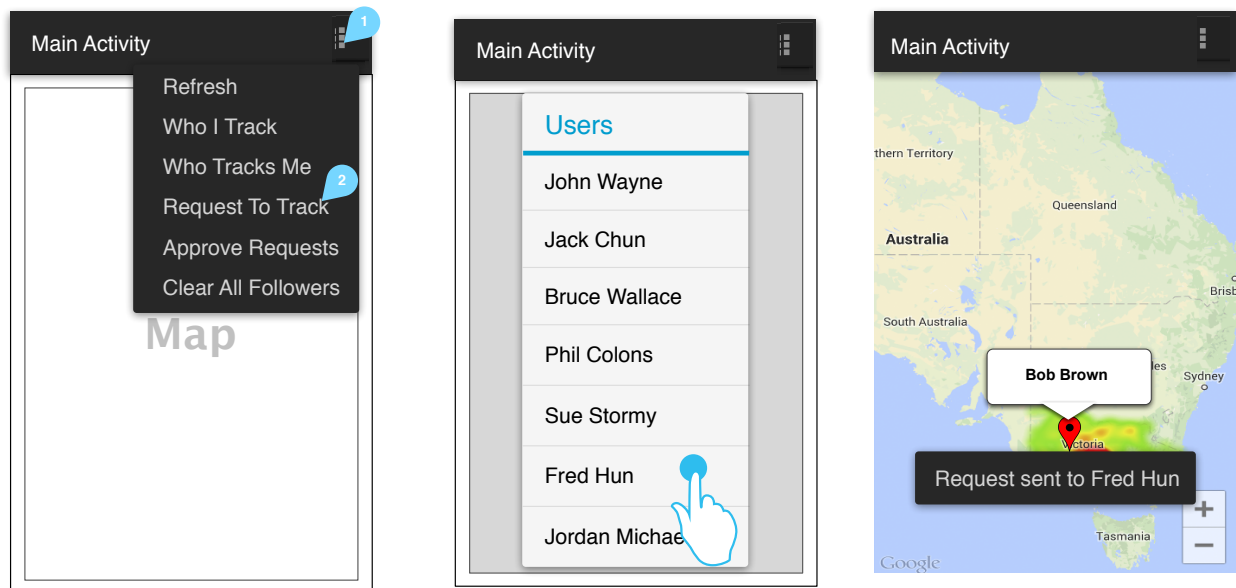 Main Activity
1
Refresh
Who I Track
Who Tracks Me
2
Request To Track
Approve Requests
Clear All Followers
Map
Main Activity
Users
John Wayne
Jack Chun
Bruce Wallace
Phil Colons
Sue Stormy
Fred Hun
Jordan Michae
Main Activity
thern Territory
Queensland
Australia
Brisb
South Australia
les
Sydney
Bob Brown
Victoria
Request sent to Fred Hun
+
Tasmania
−
Google